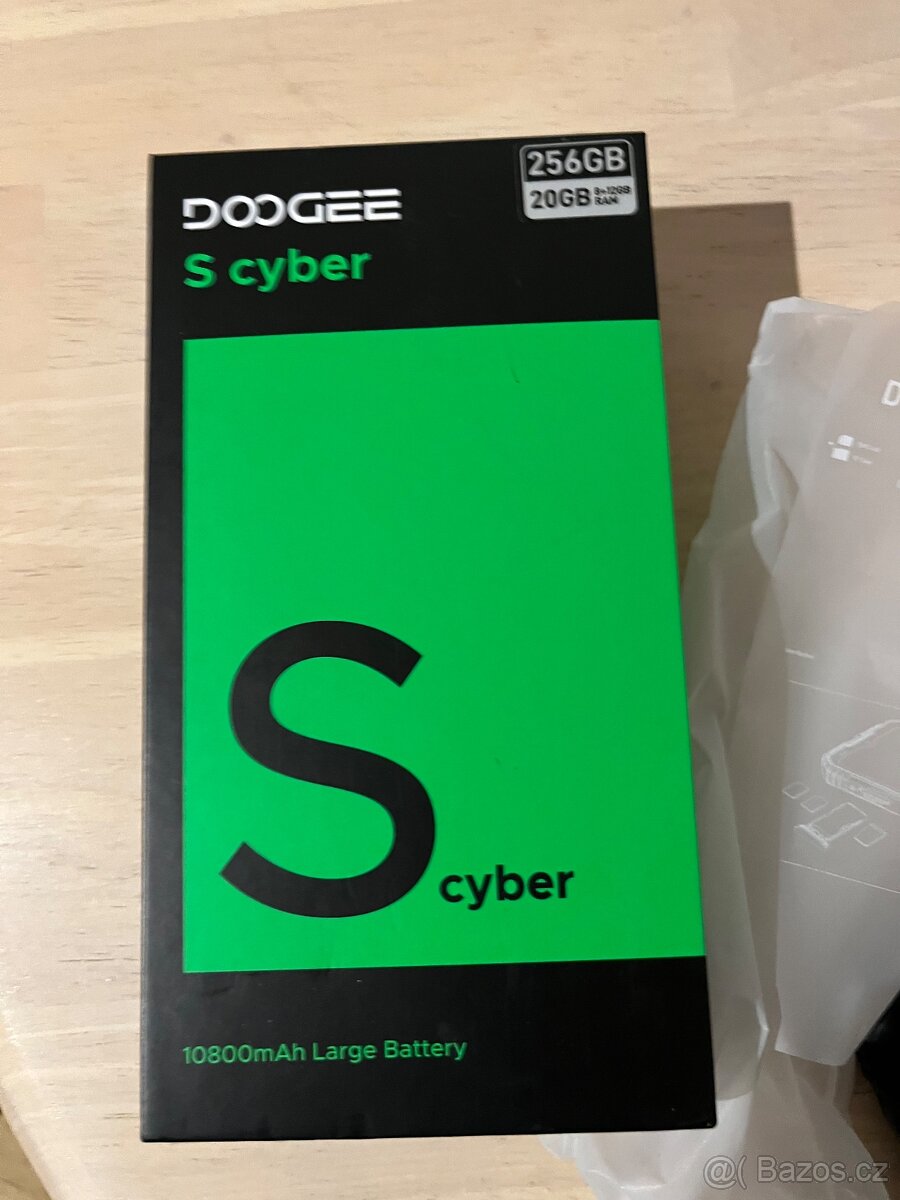 DOOGEE
S cyber
256GB
20GB 8+12GB RAM
S cyber
10800mAh Large Battery
D
@( Bazos.cz